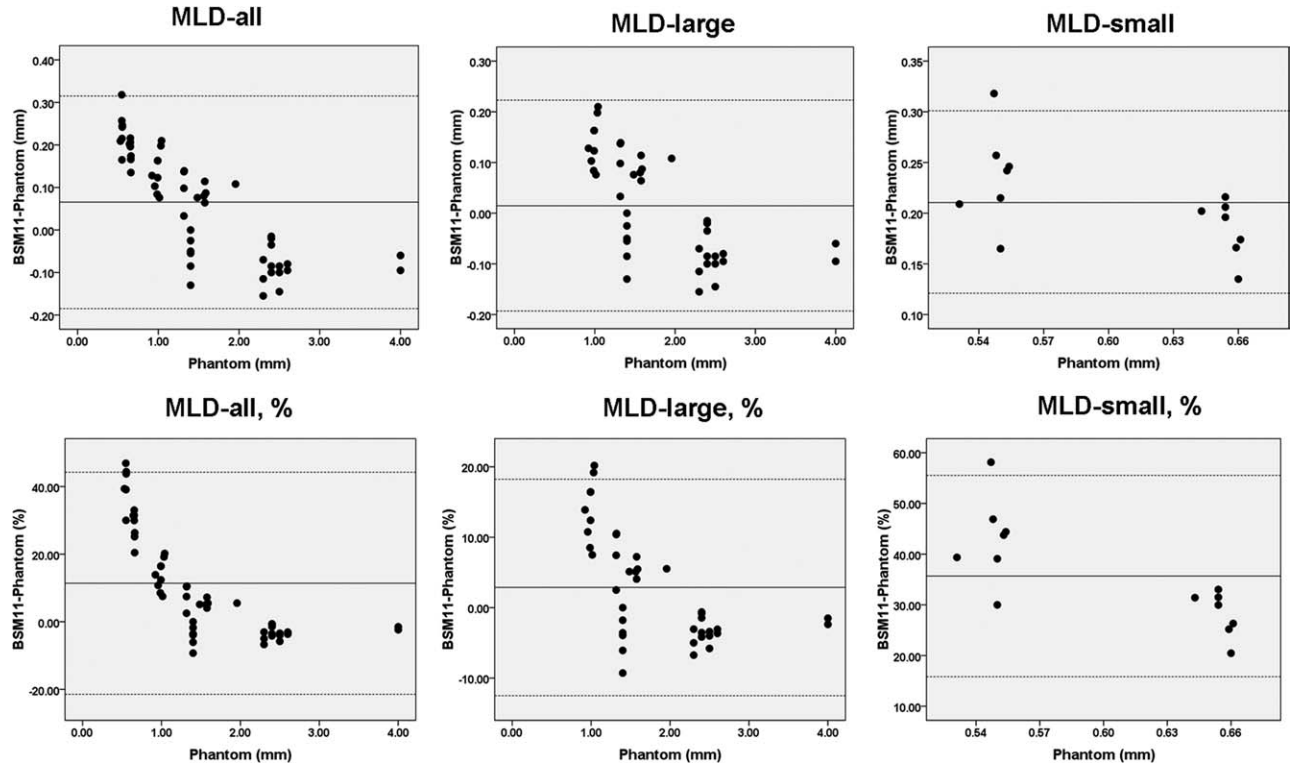 MLD-all
MLD-large
MLD-small
BSM11-Phantom (mm)
0.40
0.30
0.20
0.10
0.00
-0.10
-0.20
0.00 1.00 2.00 3.00 4.00
Phantom (mm)
BSM11-Phantom (mm)
0.30
0.20
0.10
0.00
-0.10
-0.20
0.00 1.00 2.00 3.00 4.00
Phantom (mm)
BSM11-Phantom (mm)
0.35
0.30
0.25
0.20
0.15
0.10
0.54 0.57 0.60 0.63 0.66
Phantom (mm)
MLD-all, %
MLD-large, %
MLD-small, %
BSM11-Phantom (%)
40.00
20.00
0.00
-20.00
0.00 1.00 2.00 3.00 4.00
Phantom (mm)
BSM11-Phantom (%)
20.00
10.00
0.00
-10.00
0.00 1.00 2.00 3.00 4.00
Phantom (mm)
BSM11-Phantom (%)
60.00
50.00
40.00
30.00
20.00
10.00
0.54 0.57 0.60 0.63 0.66
Phantom (mm)